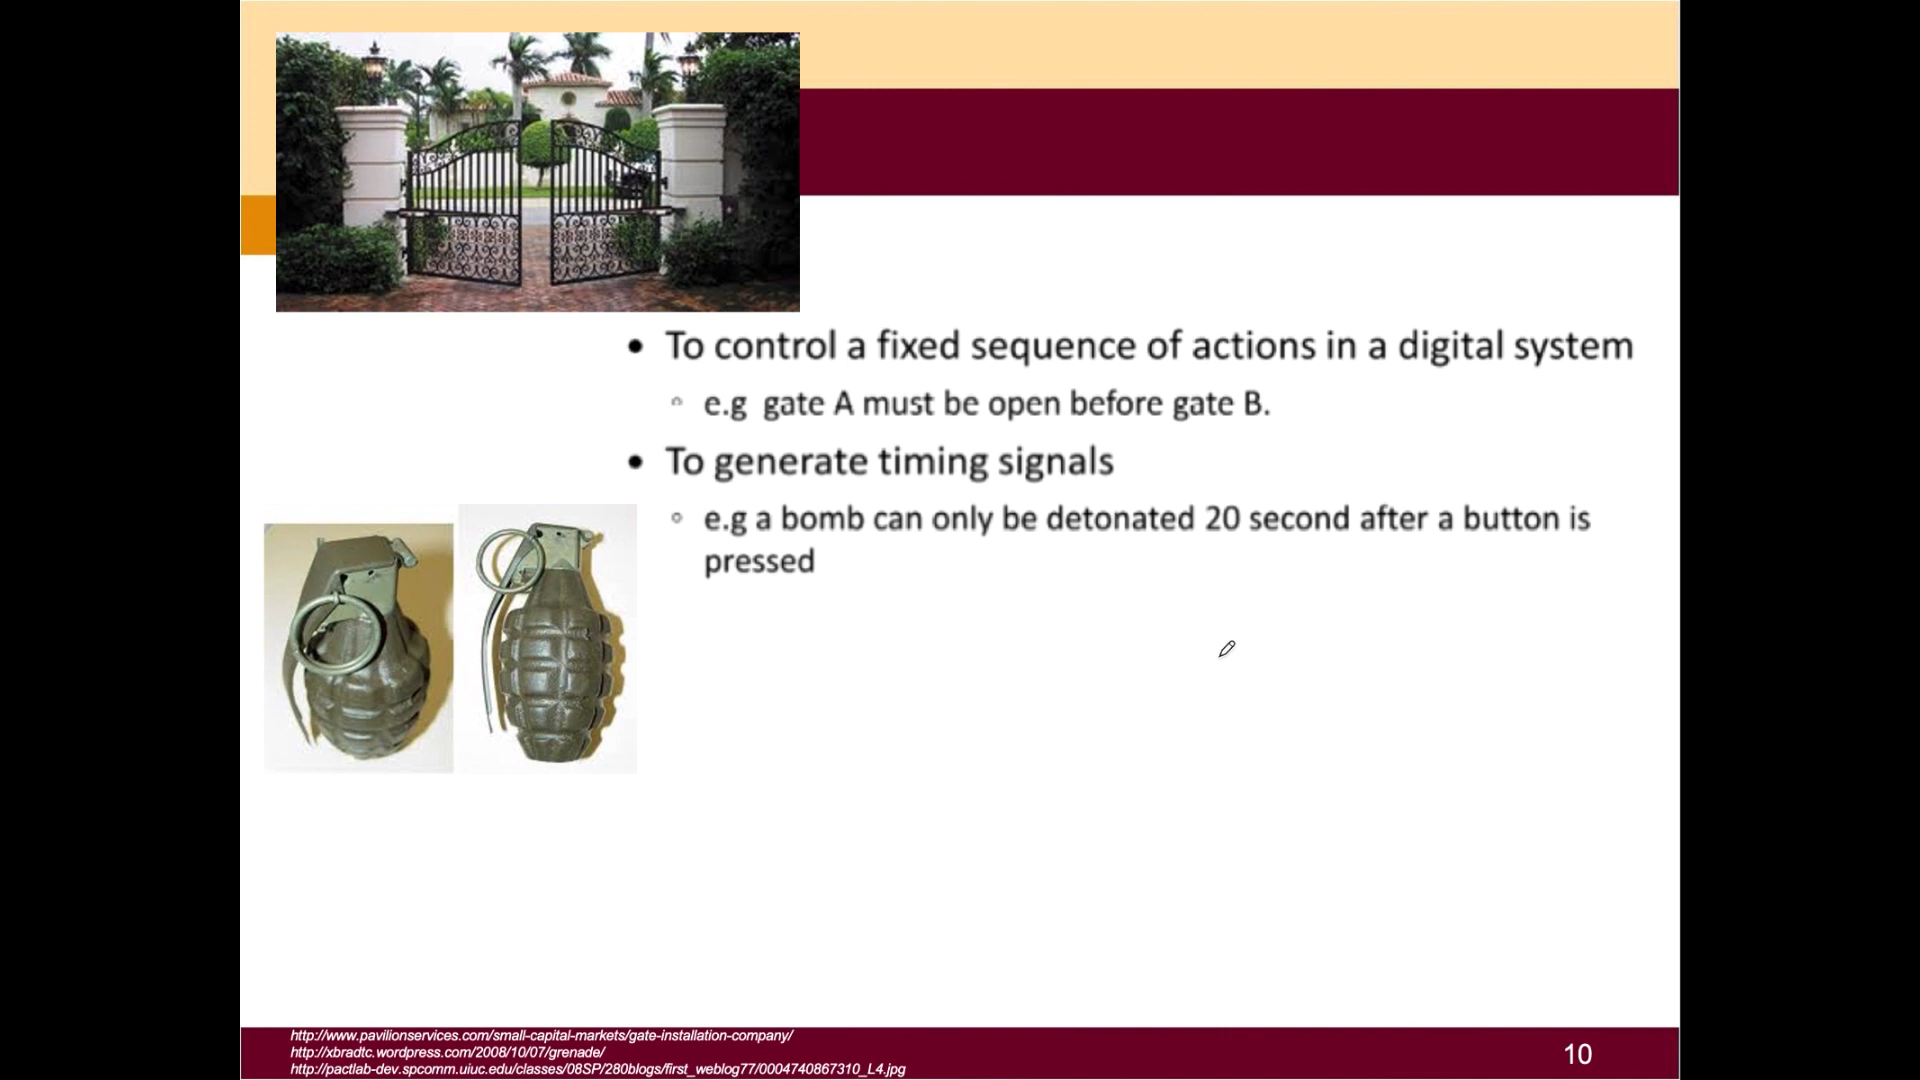 • To control a fixed sequence of actions in a digital system
◦ e.g  gate A must be open before gate B.
• To generate timing signals
◦ e.g a bomb can only be detonated 20 second after a button is
pressed
http://www.pavilionservices.com/small-capital-markets/gate-installation-company/
http://xbradtc.wordpress.com/2008/10/07/grenade/
http://pactlab-dev.spcomm.uiuc.edu/classes/08SP/280blogs/first_weblog77/0004740867310_L4.jpg
10